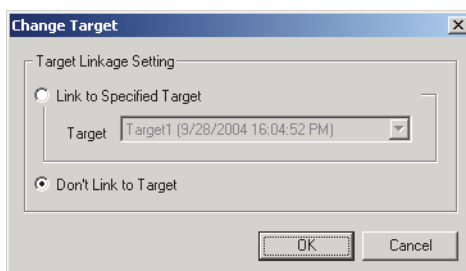 Change Target
Target Linkage Setting
Link to Specified Target
Target Target1 (9/28/2004 16:04:52 PM)
Don't Link to Target
OK Cancel